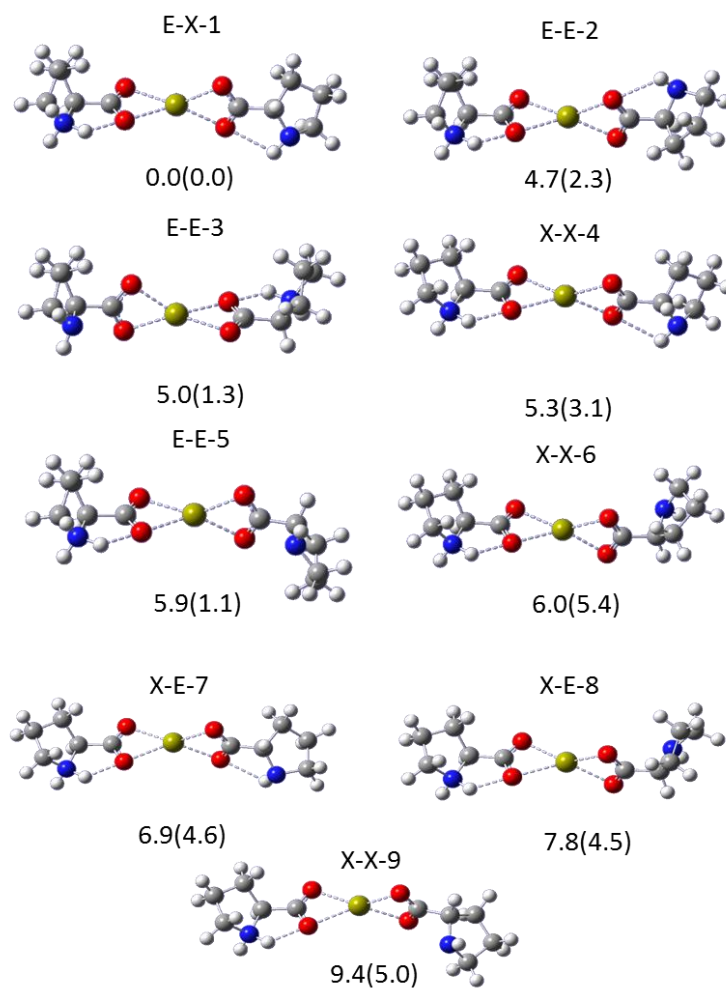 E-X-1
E-E-2
0.0(0.0)
4.7(2.3)
E-E-3
X-X-4
5.0(1.3)
5.3(3.1)
E-E-5
X-X-6
5.9(1.1)
6.0(5.4)
X-E-7
X-E-8
6.9(4.6)
7.8(4.5)
X-X-9
9.4(5.0)